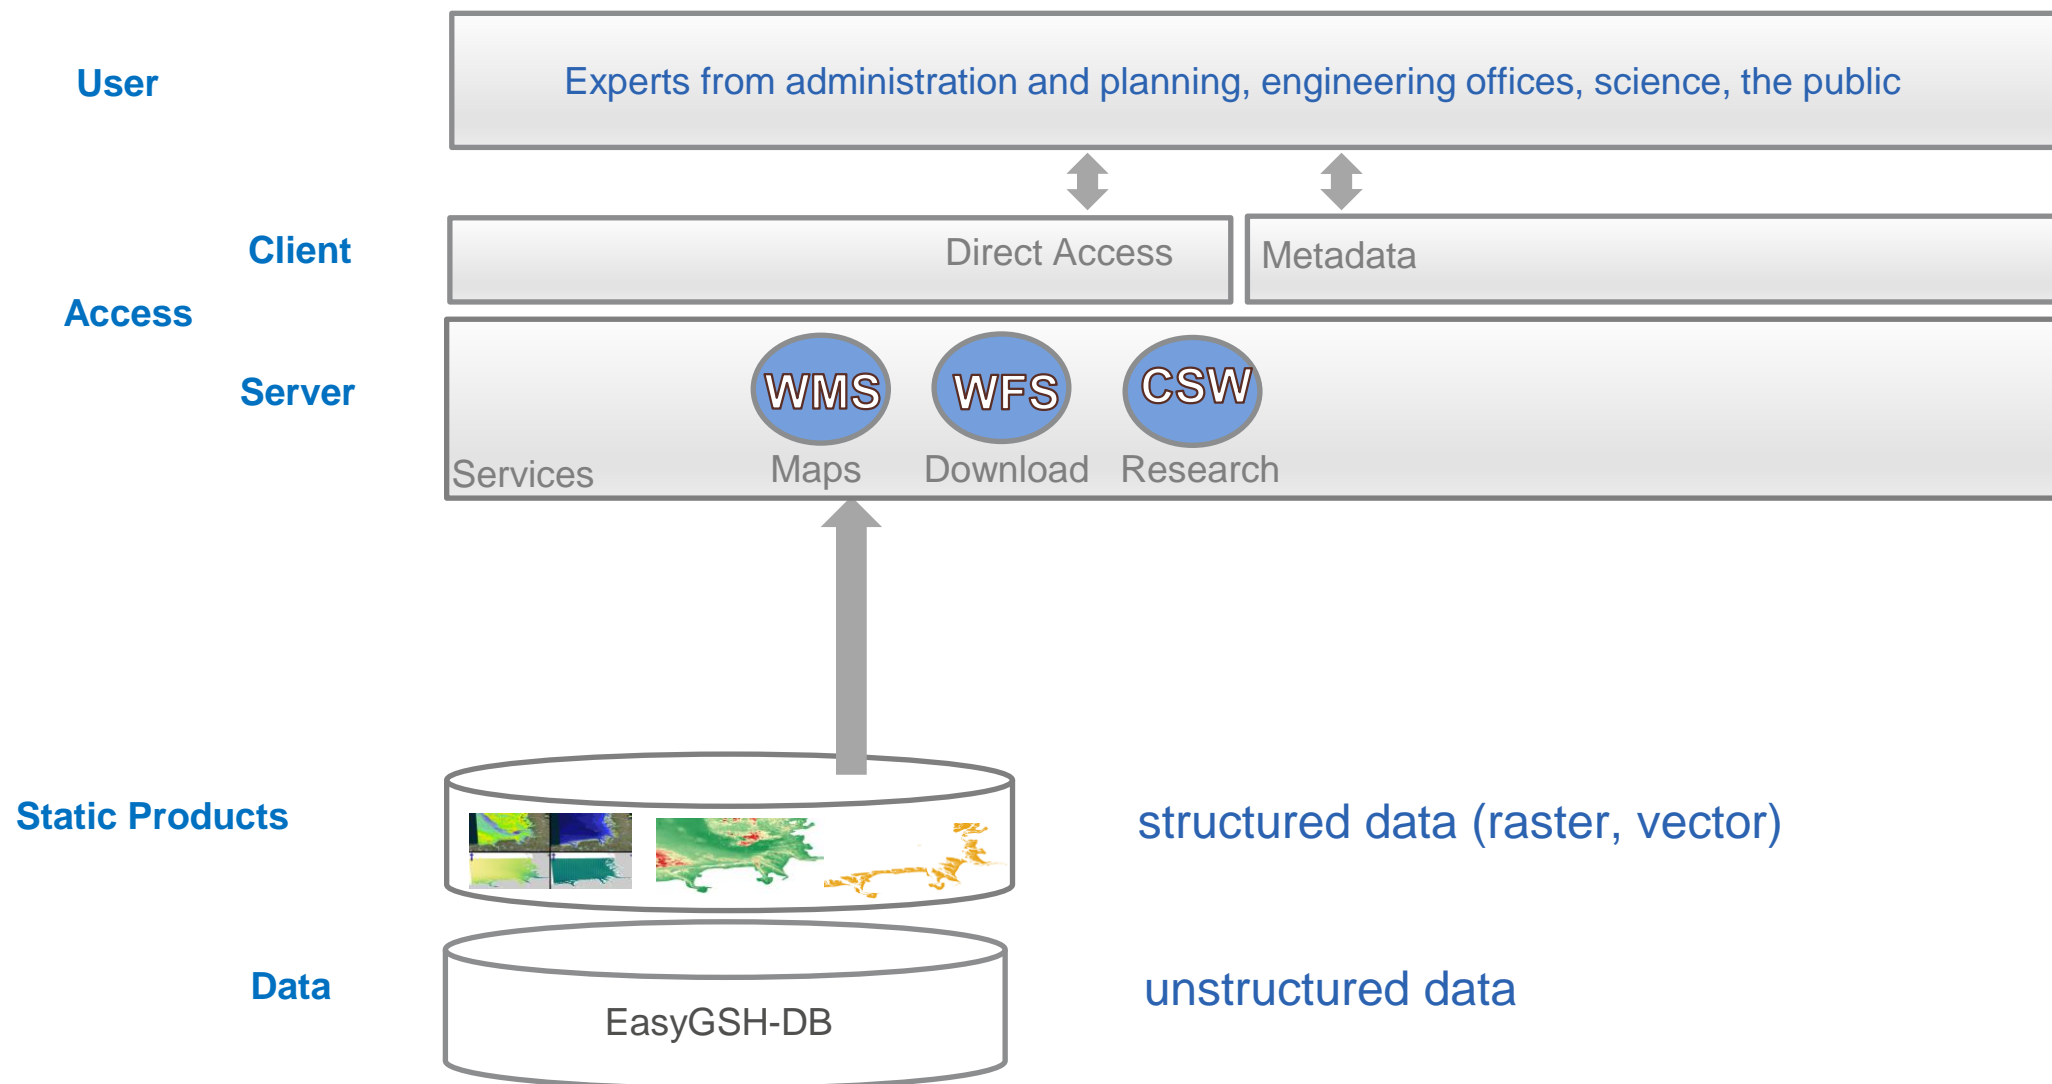 User
Experts from administration and planning, engineering offices, science, the public
Client
Direct Access
Metadata
Access
Server
WMS
WFS
CSW
Services
Maps
Download
Research
Static Products
structured data (raster, vector)
Data
EasyGSH-DB
unstructured data